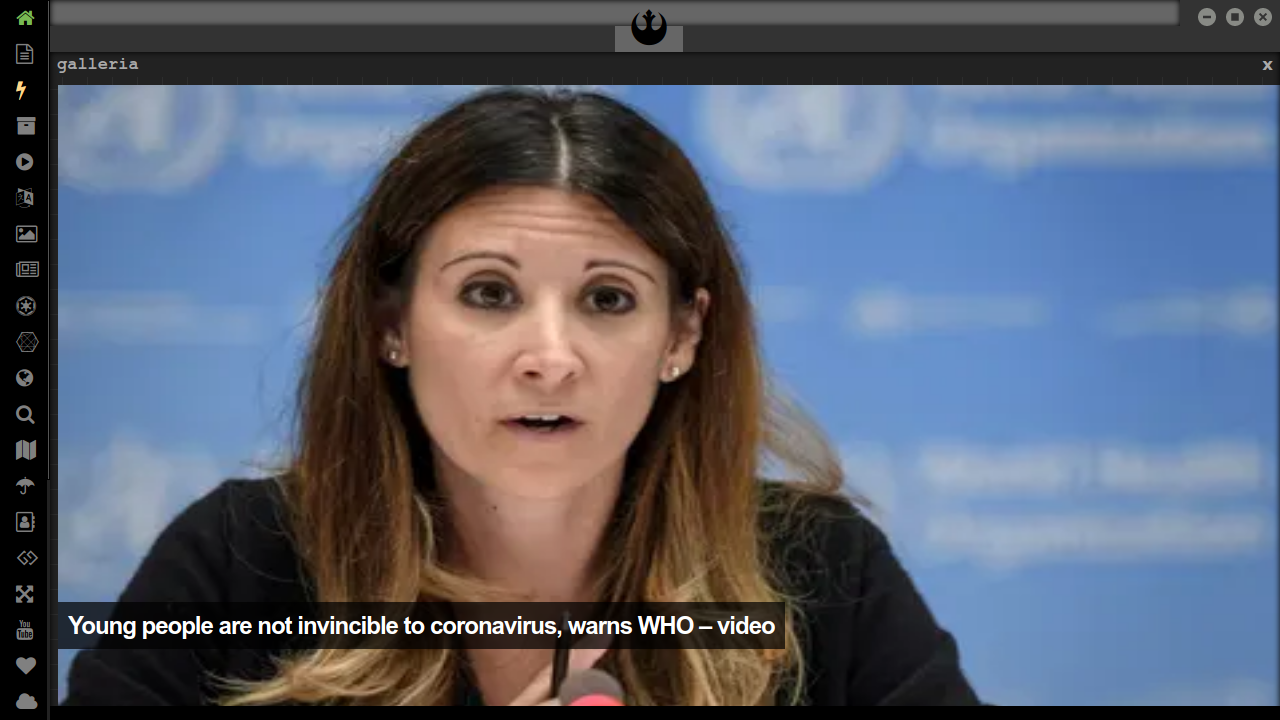 galleria
x
Young people are not invincible to coronavirus, warns WHO – video